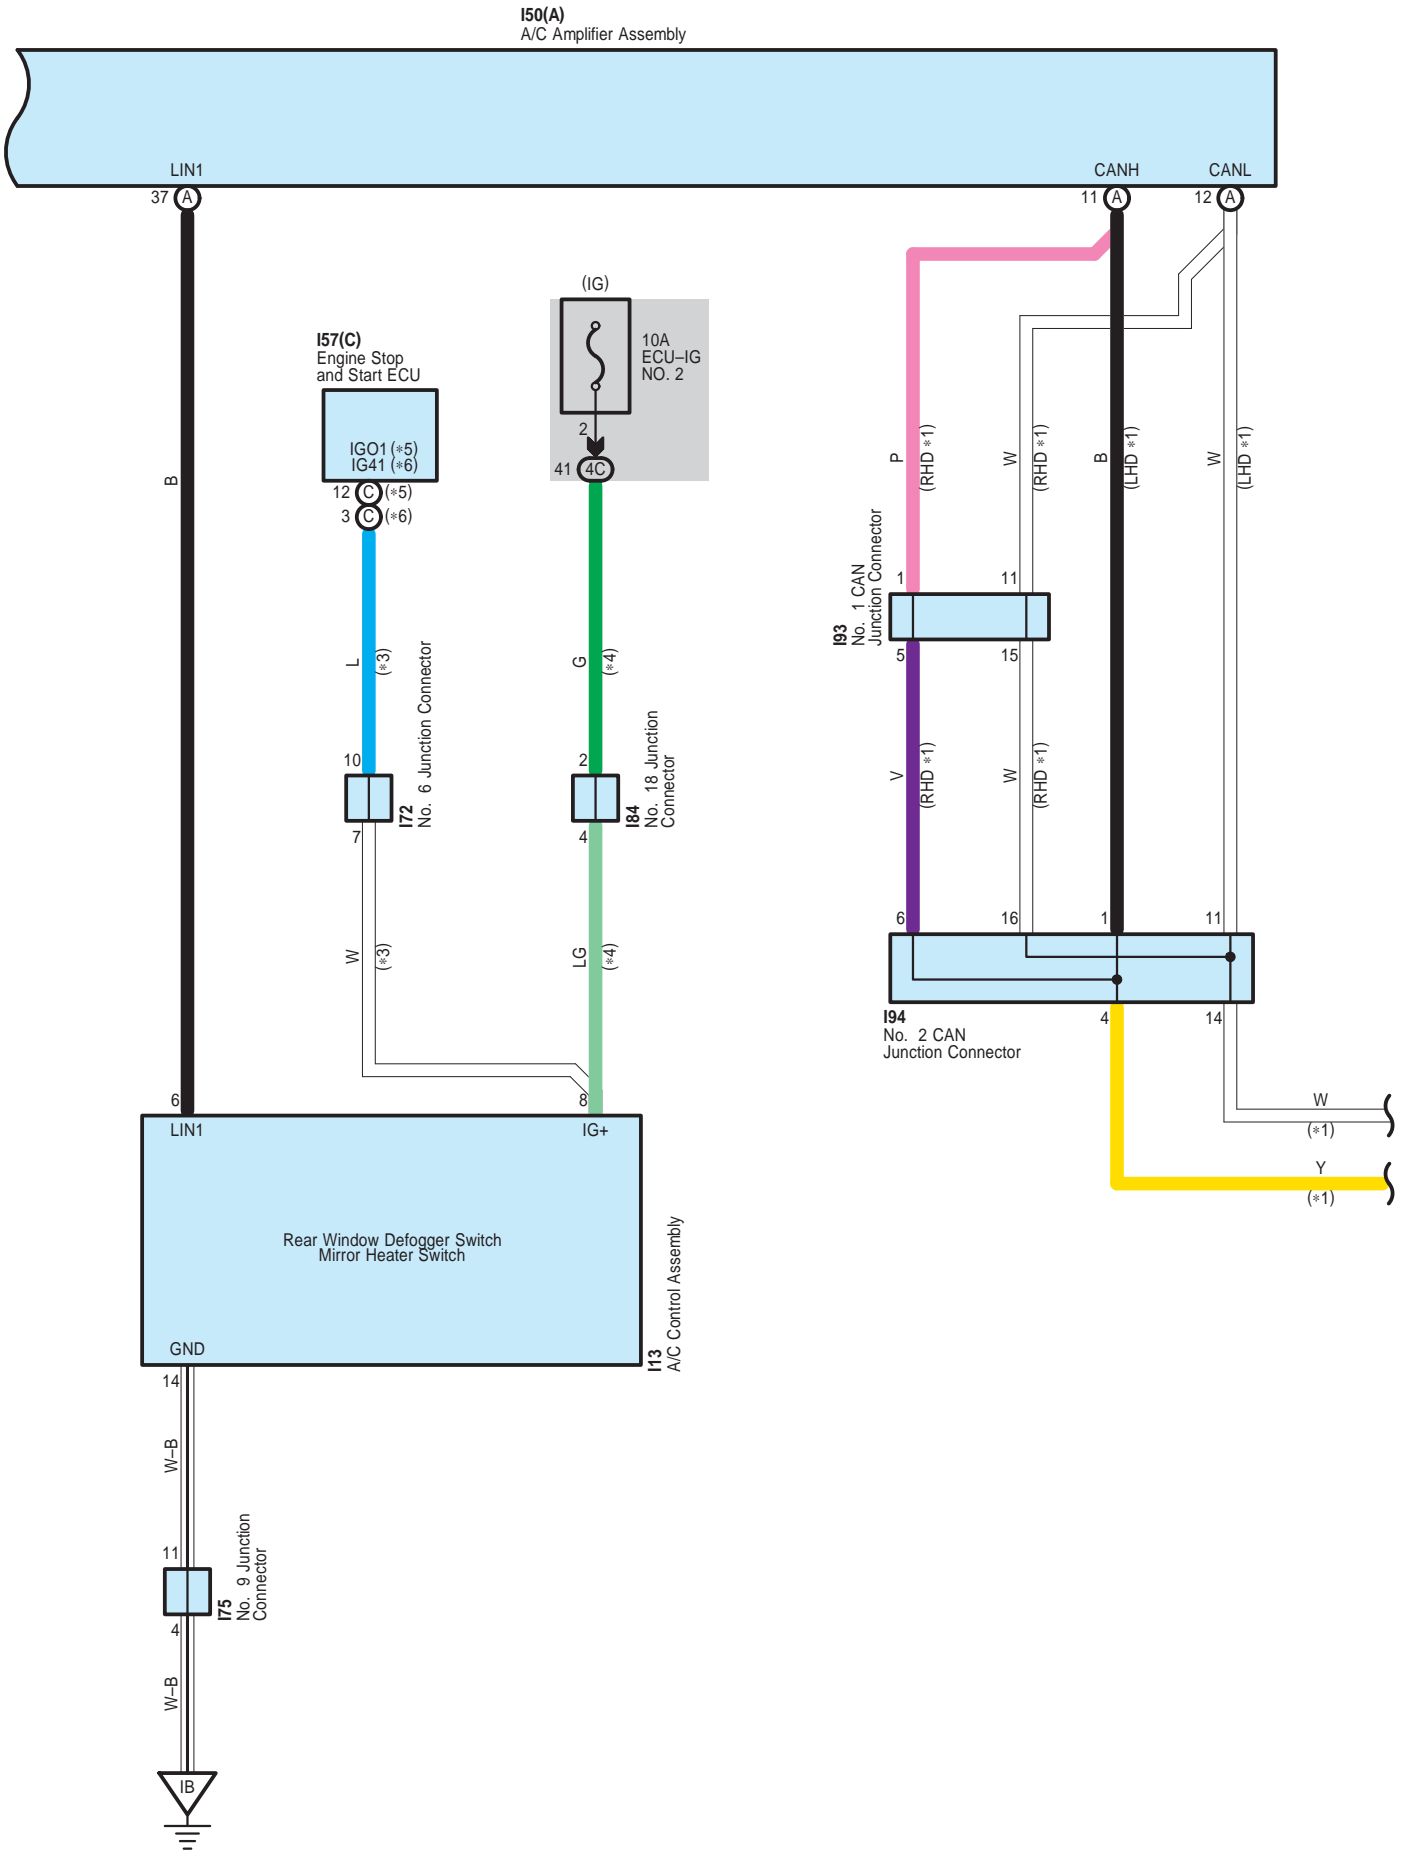 I50(A)
A/C Amplifier Assembly
LIN1
CANH
CANL
37
A
11
A
12
A
(IG)
10A
ECU–IG
NO. 2
2
41
4C
I57(C)
Engine Stop
and Start ECU
IGO1 (*5)
IG41 (*6)
12
C
(*5)
3
C
(*6)
B
P
(RHD *1)
W
(RHD *1)
B
(LHD *1)
W
(LHD *1)
1
11
I93
No. 1 CAN
Junction Connector
5
15
L
(*3)
G
(*4)
10
I72
No. 6 Junction Connector
7
2
I84
No. 18 Junction
Connector
4
V
(RHD *1)
W
(RHD *1)
6
16
1
11
W
(*3)
LG
(*4)
I94
No. 2 CAN
Junction Connector
4
14
6
8
LIN1
IG+
W
(*1)
Y
(*1)
Rear Window Defogger Switch
Mirror Heater Switch
I13
A/C Control Assembly
GND
14
W–B
11
I75
No. 9 Junction
Connector
4
W–B
IB